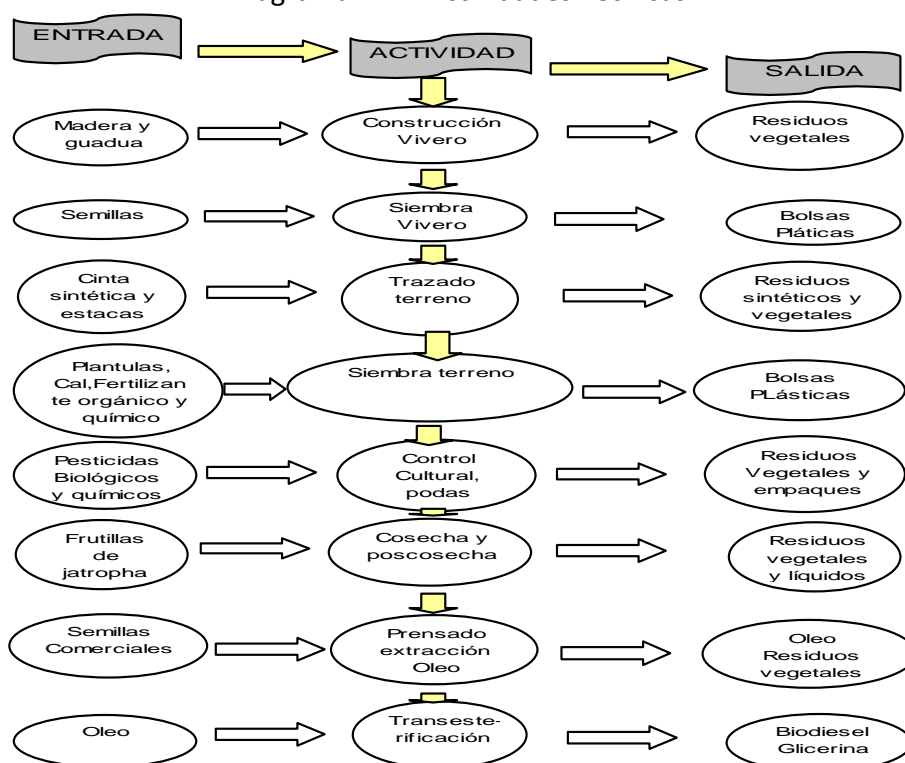 ENTRADA
ACTIVIDAD
SALIDA
Madera y
guadua
Construcción
Vivero
Residuos
vegetales
Semillas
Siembra
Vivero
Bolsas
Pláticas
Cinta
sintética y
estacas
Trazado
terreno
Residuos
sintéticos y
vegetales
Plantulas,
Cal,Fertilizan
te orgánico y
químico
Siembra terreno
Bolsas
PLásticas
Pesticidas
Biológicos
y químicos
Control
Cultural,
podas
Residuos
Vegetales y
empaques
Frutillas
de
jatropha
Cosecha y
poscosecha
Residuos
vegetales
y líquidos
Semillas
Comerciales
Prensado
extracción
Oleo
Oleo
Residuos
vegetales
Oleo
Transeste-
rificación
Biodiesel
Glicerina